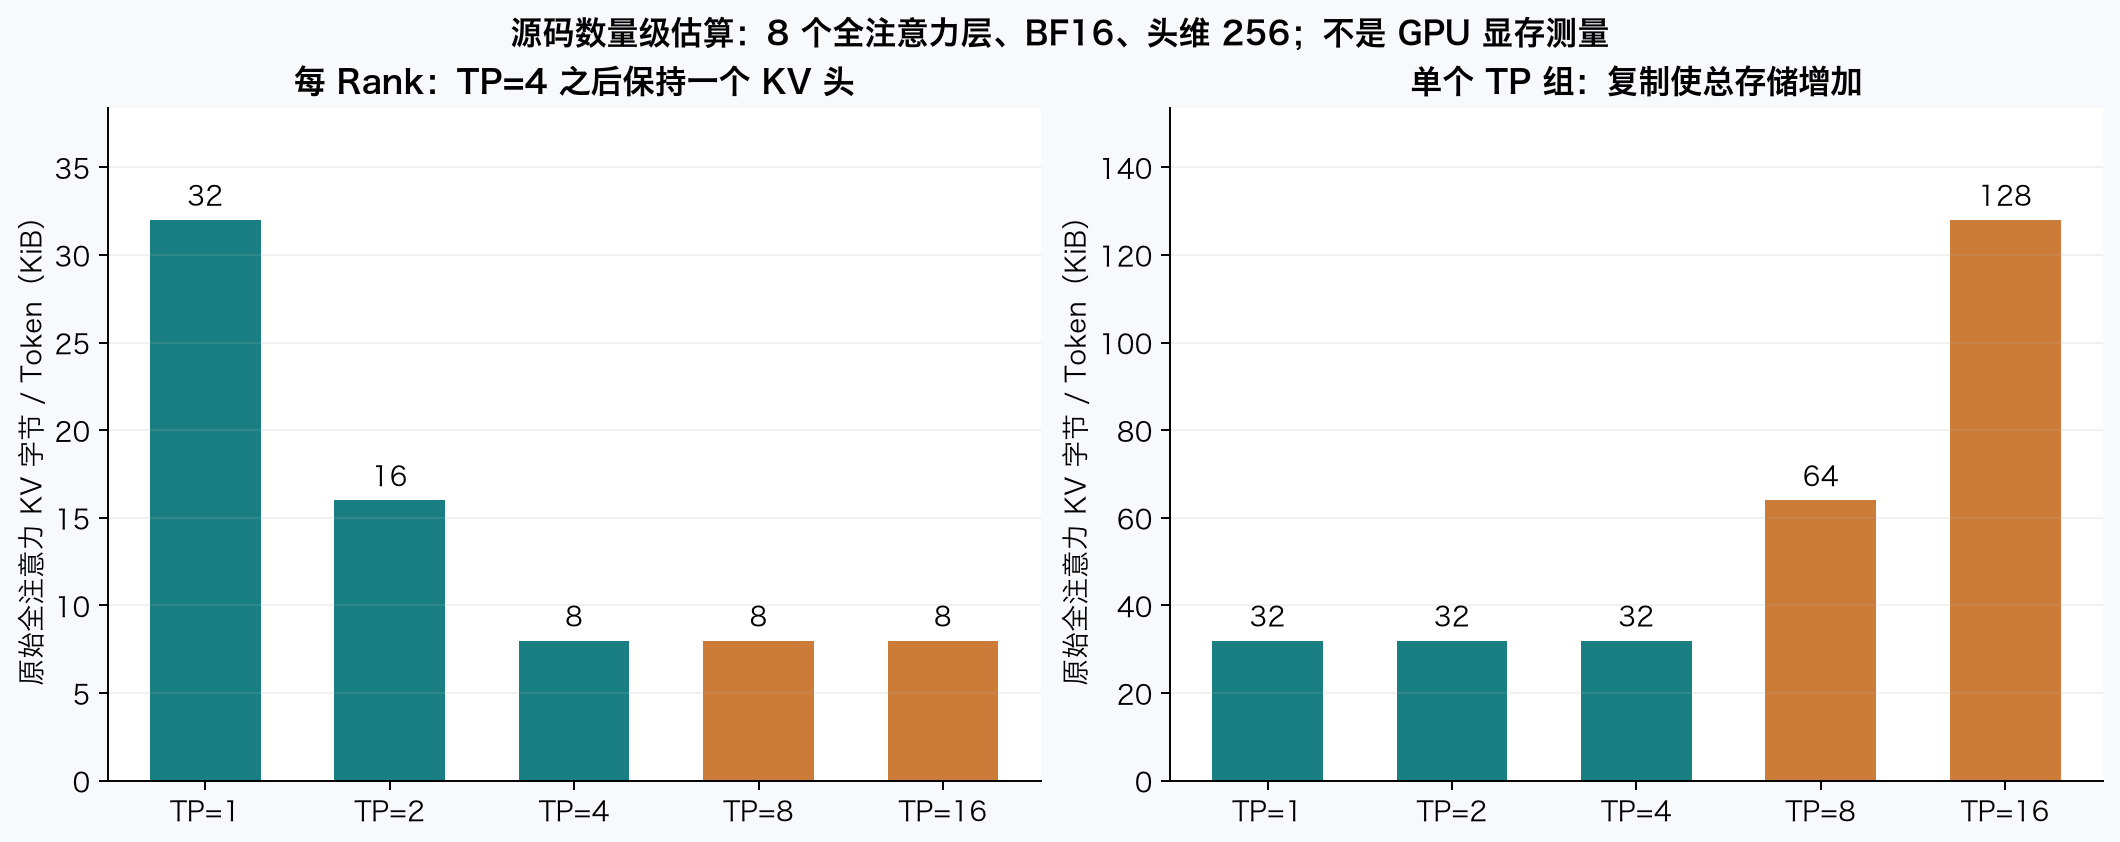 源码数量级估算：8 个全注意力层、BF16、头维 256；不是 GPU 显存测量
每 Rank：TP=4 之后保持一个 KV 头
原始全注意力 KV 字节 / Token（KiB）
35
30
25
20
15
10
5
0
32
16
8
8
8
TP=1
TP=2
TP=4
TP=8
TP=16
单个 TP 组：复制使总存储增加
原始全注意力 KV 字节 / Token（KiB）
140
120
100
80
60
40
20
0
32
32
32
64
128
TP=1
TP=2
TP=4
TP=8
TP=16